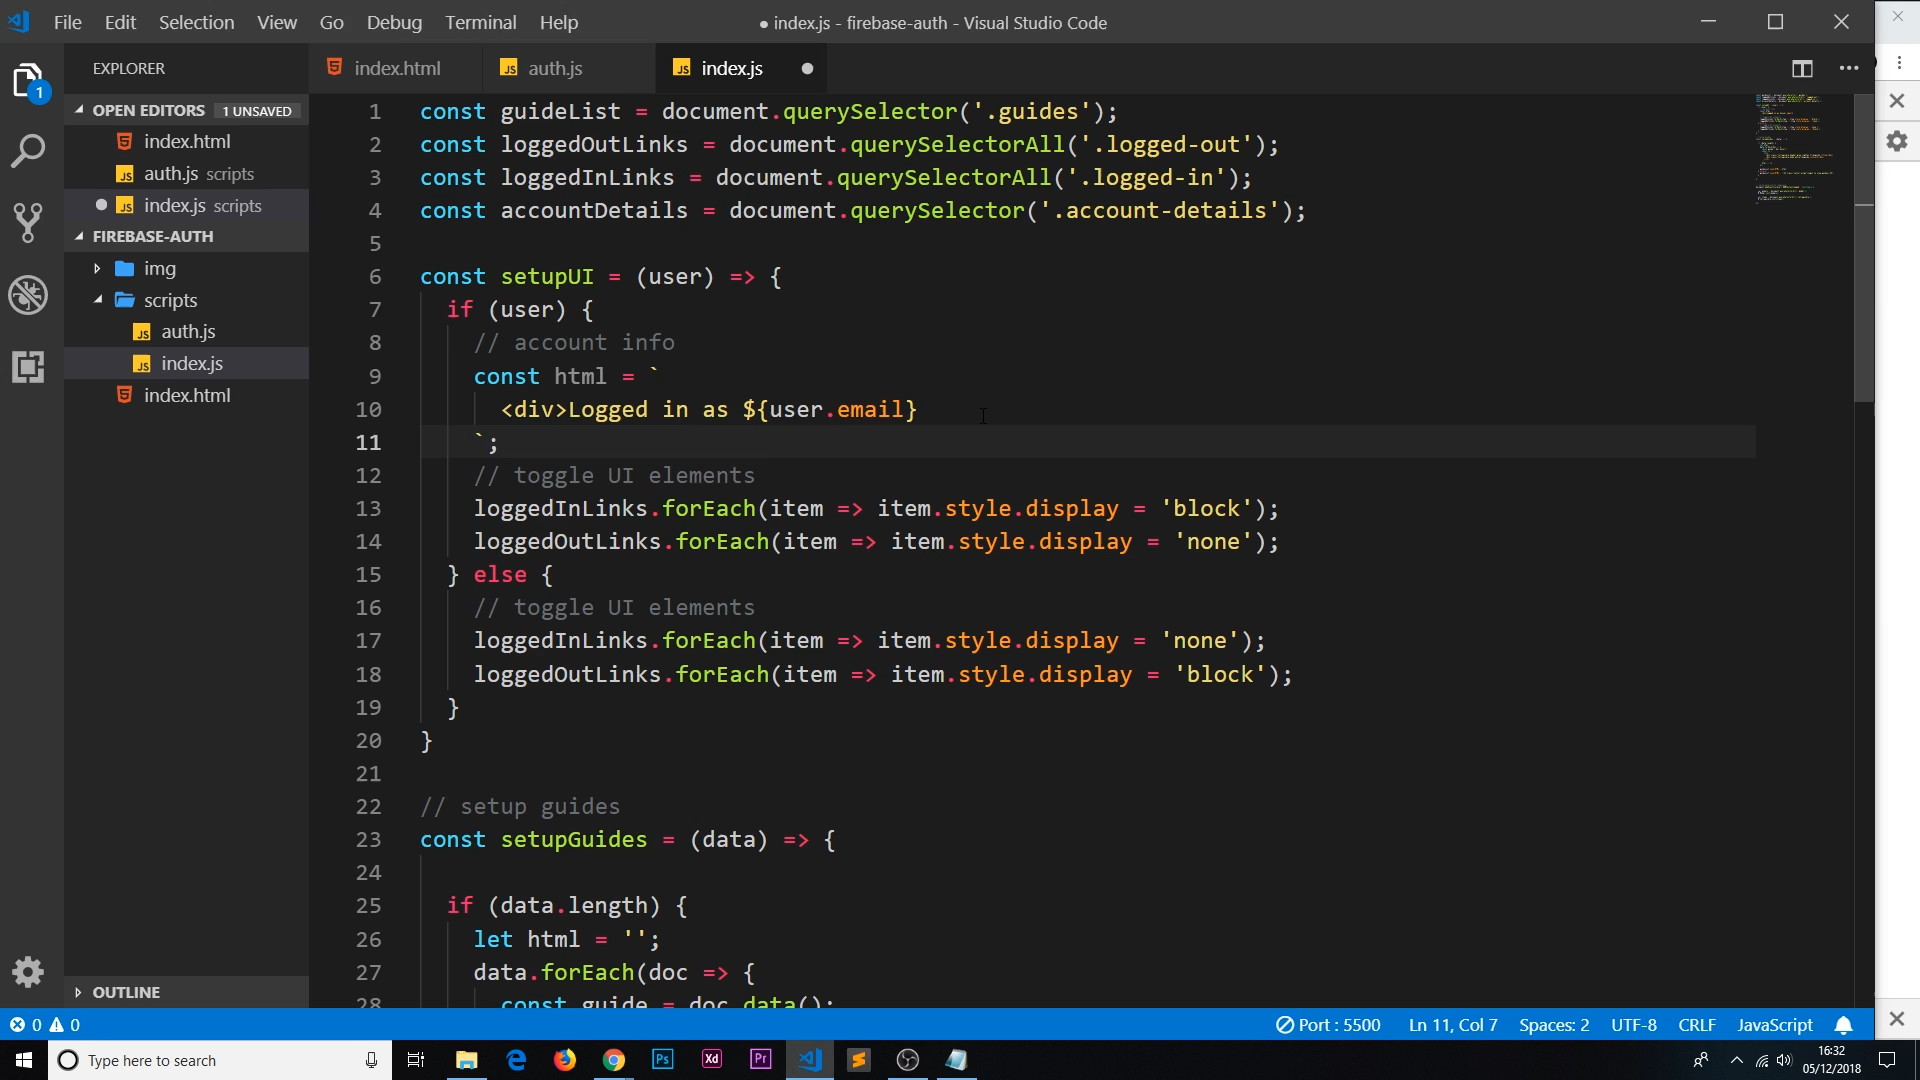 File Edit Selection View Go Debug Terminal Help ● index.js - firebase-auth - Visual Studio Code
EXPLORER
index.html
auth.js
index.js
OPEN EDITORS 1 UNSAVED
index.html
auth.js scripts
index.js scripts
FIREBASE-AUTH
img
scripts
auth.js
index.js
index.html
OUTLINE
1
1 const guideList = document.querySelector('.guides');
2 const loggedOutLinks = document.querySelectorAll('.logged-out');
3 const loggedInLinks = document.querySelectorAll('.logged-in');
4 const accountDetails = document.querySelector('.account-details');
5
6 const setupUI = (user) => {
7 if (user) {
8 // account info
9 const html = `
10 <div>Logged in as ${user.email}
11 `;
12 // toggle UI elements
13 loggedInLinks.forEach(item => item.style.display = 'block');
14 loggedOutLinks.forEach(item => item.style.display = 'none');
15 } else {
16 // toggle UI elements
17 loggedInLinks.forEach(item => item.style.display = 'none');
18 loggedOutLinks.forEach(item => item.style.display = 'block');
19 }
20 }
21
22 // setup guides
23 const setupGuides = (data) => {
24
25 if (data.length) {
26 let html = '';
27 data.forEach(doc => {
28 const guide = doc.data();
0 0 Port : 5500 Ln 11, Col 7 Spaces: 2 UTF-8 CRLF JavaScript
Type here to search
Ps Xd Pr
16:32
05/12/2018